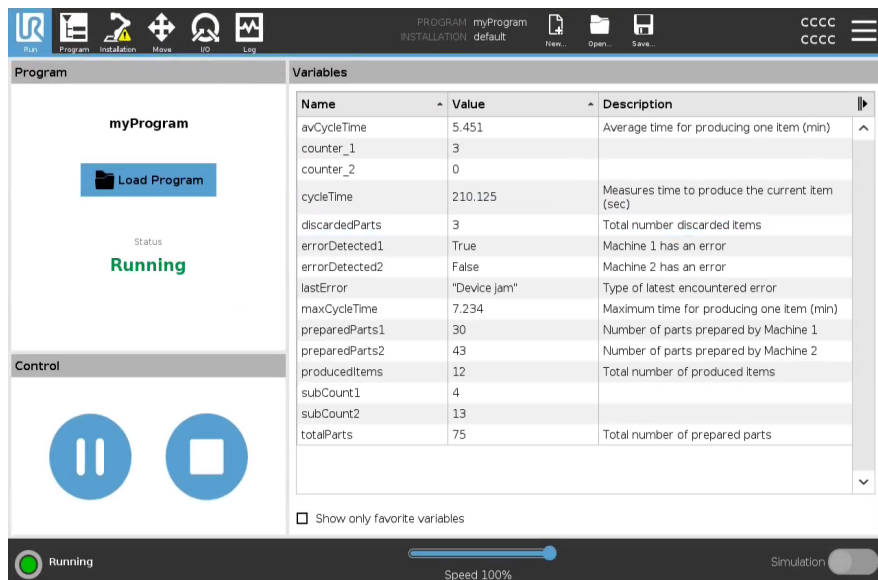 UR
PROGRAM myProgram
INSTALLATION default
CCCC
CCCC
Run
Program
Installation
Move
I/O
Log
New...
Open...
Save...
Program
myProgram
Load Program
Status
Running
Control
Variables
Name Value Description
avCycleTime 5.451 Average time for producing one item (min)
counter_1 3
counter_2 0
cycleTime 210.125 Measures time to produce the current item
(sec)
discardedParts 3 Total number discarded items
errorDetected1 True Machine 1 has an error
errorDetected2 False Machine 2 has an error
lastError "Device jam" Type of latest encountered error
maxCycleTime 7.234 Maximum time for producing one item (min)
preparedParts1 30 Number of parts prepared by Machine 1
preparedParts2 43 Number of parts prepared by Machine 2
producedItems 12 Total number of produced items
subCount1 4
subCount2 13
totalParts 75 Total number of prepared parts
Show only favorite variables
Running
Speed 100%
Simulation